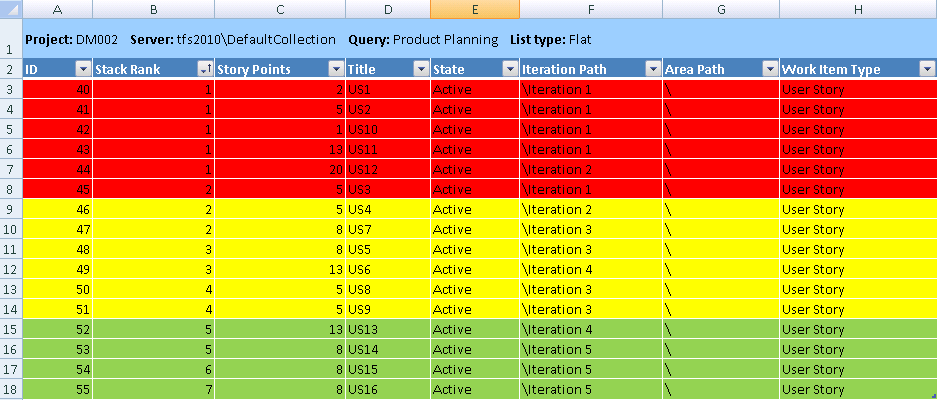 A B C D E F G H
1 Project: DM002 Server: tfs2010\DefaultCollection Query: Product Planning List type: Flat
2 ID Stack Rank Story Points Title State Iteration Path Area Path Work Item Type
3 40 1 2 US1 Active \Iteration 1 \ User Story
4 41 1 5 US2 Active \Iteration 1 \ User Story
5 42 1 1 US10 Active \Iteration 1 \ User Story
6 43 1 13 US11 Active \Iteration 1 \ User Story
7 44 1 20 US12 Active \Iteration 2 \ User Story
8 45 2 5 US3 Active \Iteration 1 \ User Story
9 46 2 5 US4 Active \Iteration 2 \ User Story
10 47 2 8 US7 Active \Iteration 3 \ User Story
11 48 3 8 US5 Active \Iteration 3 \ User Story
12 49 3 13 US6 Active \Iteration 4 \ User Story
13 50 4 5 US8 Active \Iteration 3 \ User Story
14 51 4 5 US9 Active \Iteration 3 \ User Story
15 52 5 13 US13 Active \Iteration 4 \ User Story
16 53 5 8 US14 Active \Iteration 5 \ User Story
17 54 6 8 US15 Active \Iteration 5 \ User Story
18 55 7 8 US16 Active \Iteration 5 \ User Story